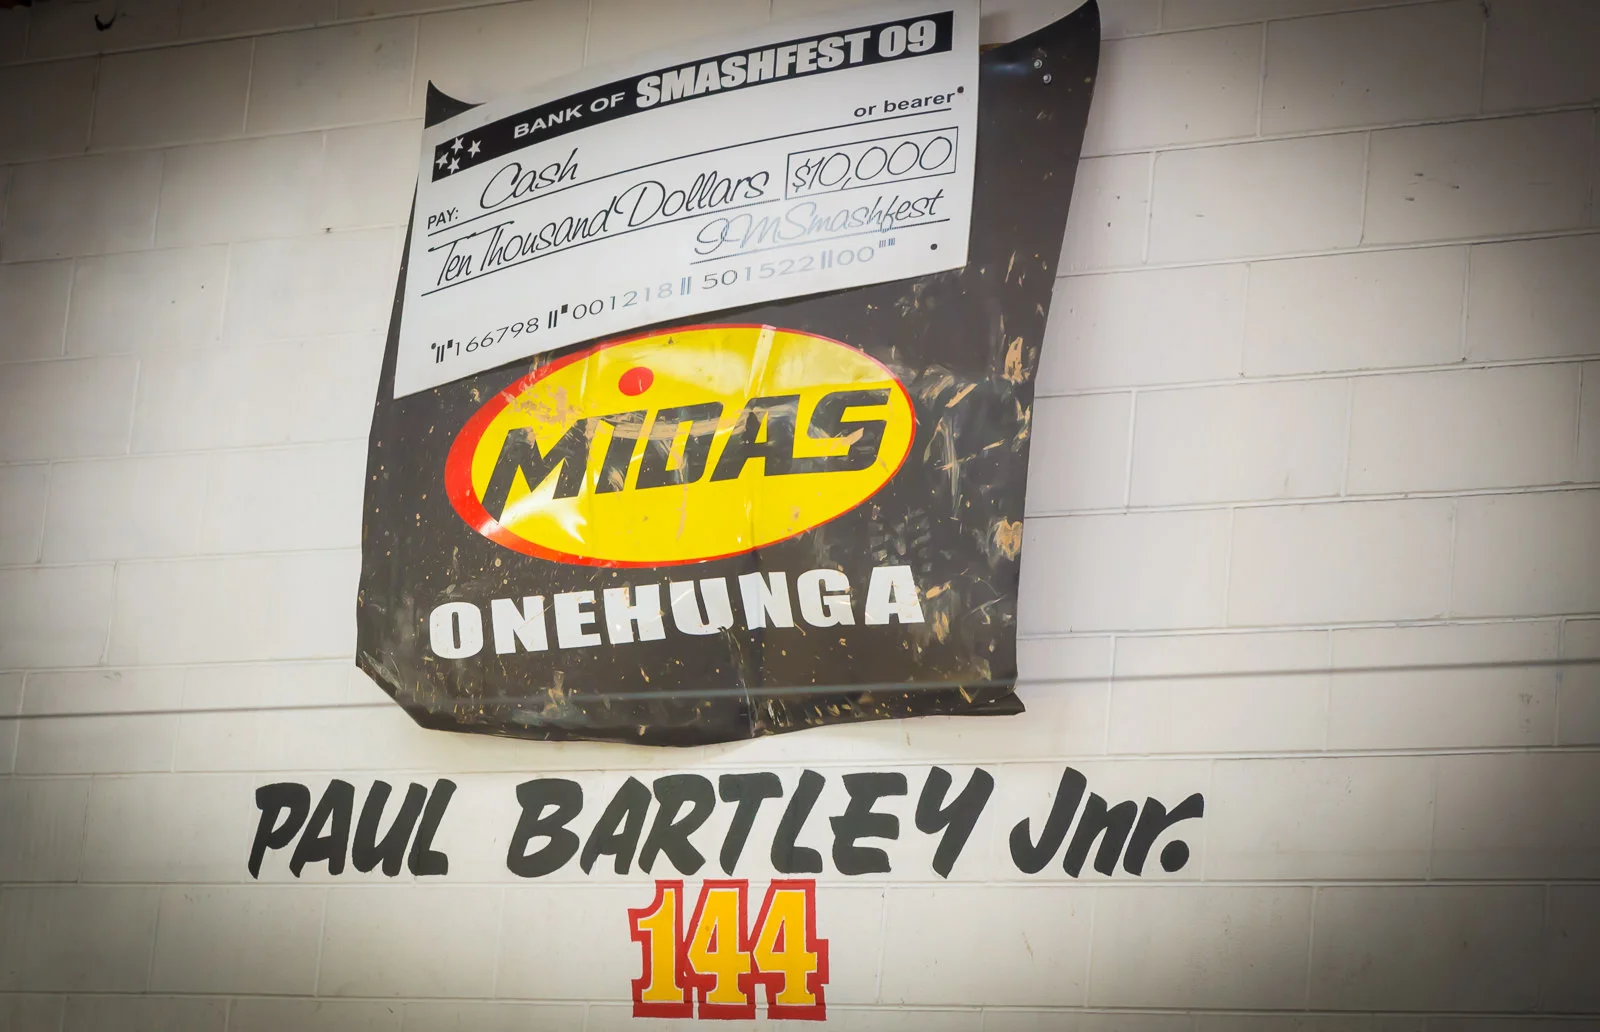 BANK OF SMASHFEST 09
or bearer
PAY: Cash
Ten Thousand Dollars $10,000
I M Smashfest
166798 001218 501522 00
MIDAS
ONEHUNGA
PAUL BARTLEY Jnr.
144